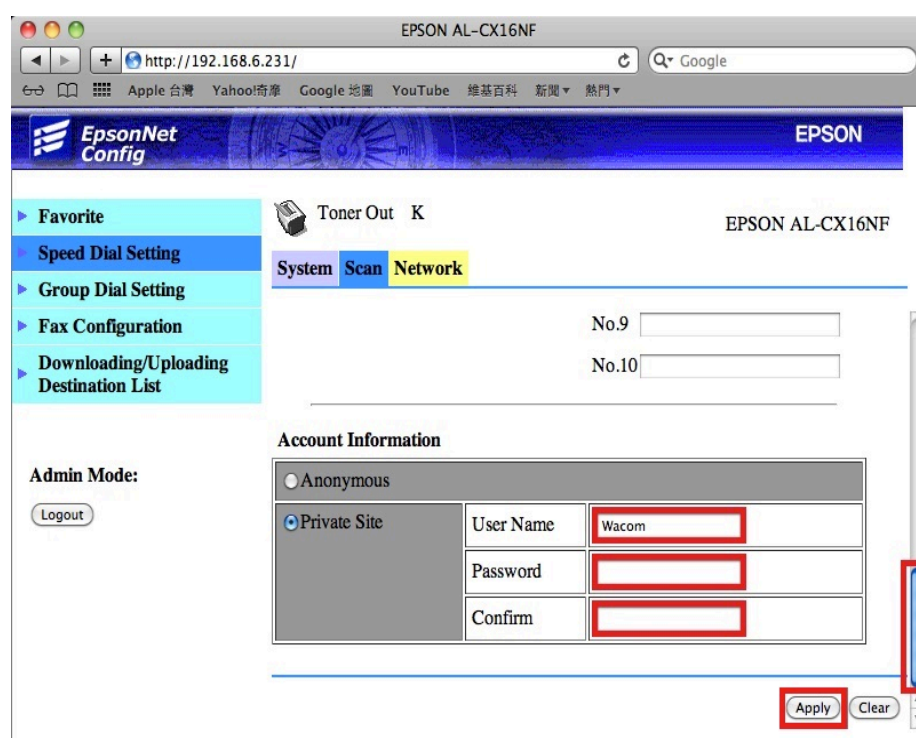 EPSON AL-CX16NF
http://192.168.6.231/
Google
Apple 台灣 Yahoo!奇摩 Google 地圖 YouTube 維基百科 新聞 熱門
EpsonNet
Config
EPSON
Favorite
Speed Dial Setting
Group Dial Setting
Fax Configuration
Downloading/Uploading
Destination List
Admin Mode:
Logout
Toner Out K
EPSON AL-CX16NF
System Scan Network
No.9
No.10
Account Information
Anonymous
Private Site
User Name Wacom
Password
Confirm
Apply Clear